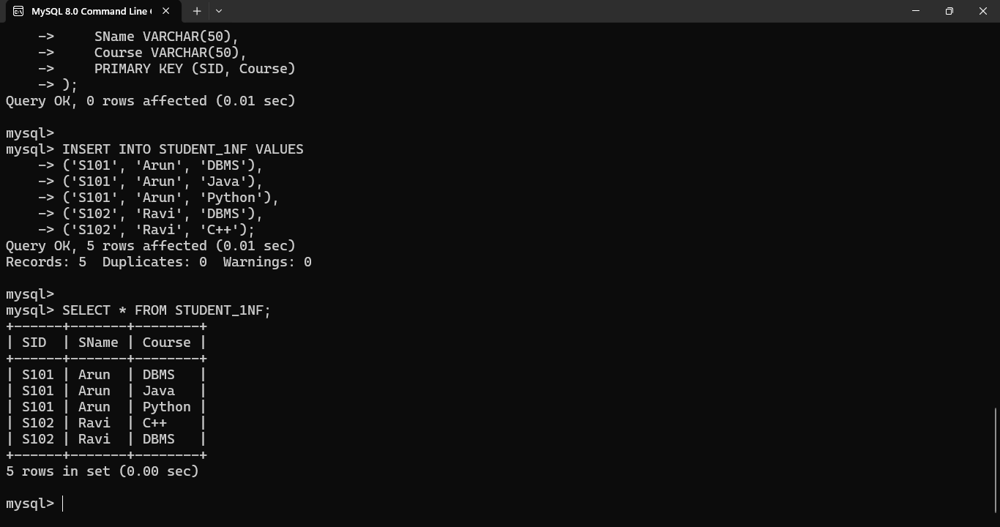 MySQL 8.0 Command Line (
    ->     SName VARCHAR(50),
    ->     Course VARCHAR(50),
    ->     PRIMARY KEY (SID, Course)
    -> );
Query OK, 0 rows affected (0.01 sec)
mysql>
mysql> INSERT INTO STUDENT_1NF VALUES
    -> ('S101', 'Arun', 'DBMS'),
    -> ('S101', 'Arun', 'Java'),
    -> ('S101', 'Arun', 'Python'),
    -> ('S102', 'Ravi', 'DBMS'),
    -> ('S102', 'Ravi', 'C++');
Query OK, 5 rows affected (0.01 sec)
Records: 5  Duplicates: 0  Warnings: 0
mysql>
mysql> SELECT * FROM STUDENT_1NF;
+------+-------+--------+
| SID  | SName | Course |
+------+-------+--------+
| S101 | Arun  | DBMS   |
| S101 | Arun  | Java   |
| S101 | Arun  | Python |
| S102 | Ravi  | C++    |
| S102 | Ravi  | DBMS   |
+------+-------+--------+
5 rows in set (0.00 sec)
mysql>